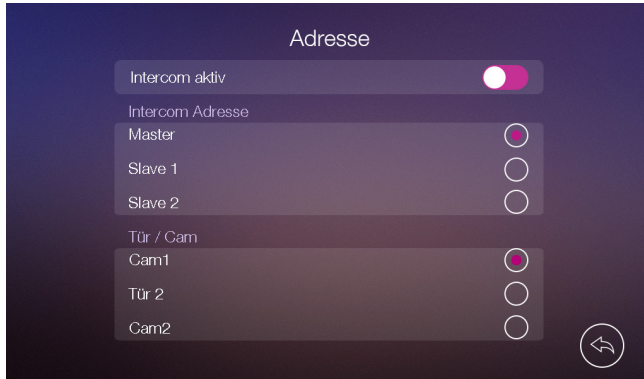 Adresse
Intercom aktiv
Intercom Adresse
Master
Slave 1
Slave 2
Tür / Cam
Cam1
Tür 2
Cam2